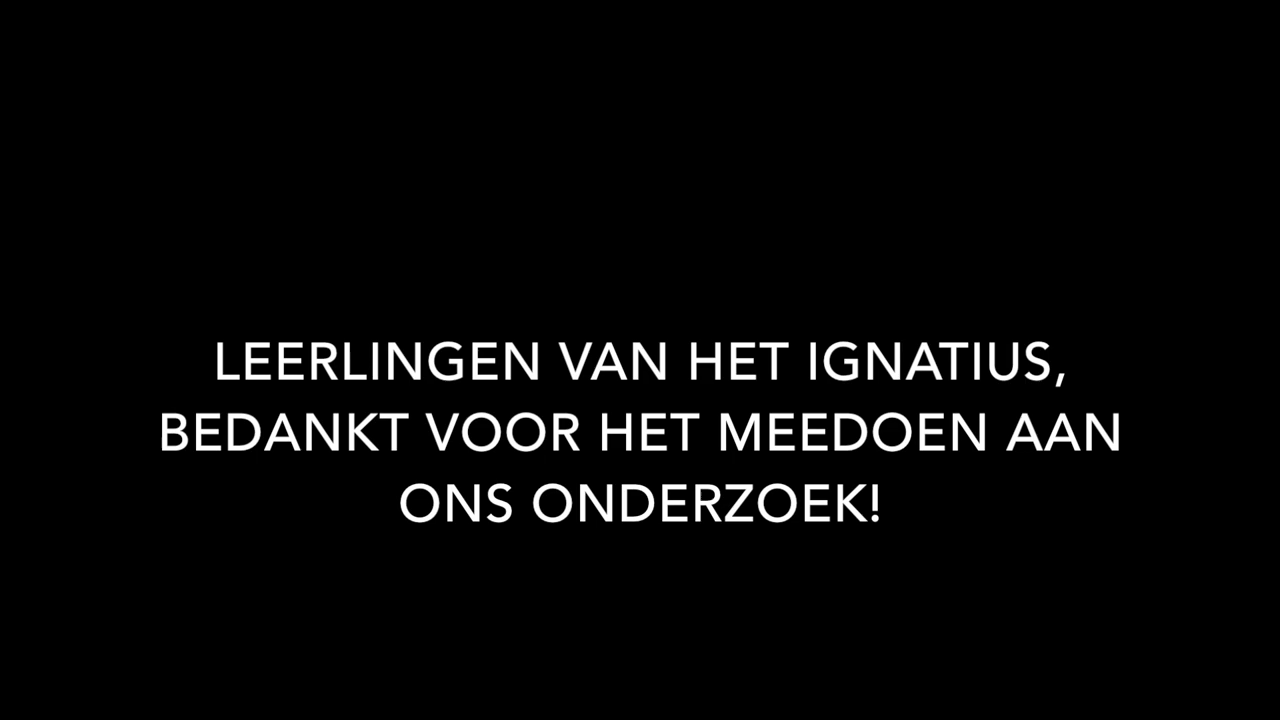 LEERLINGEN VAN HET IGNATIUS,
BEDANKT VOOR HET MEEDOEN AAN
ONS ONDERZOEK!